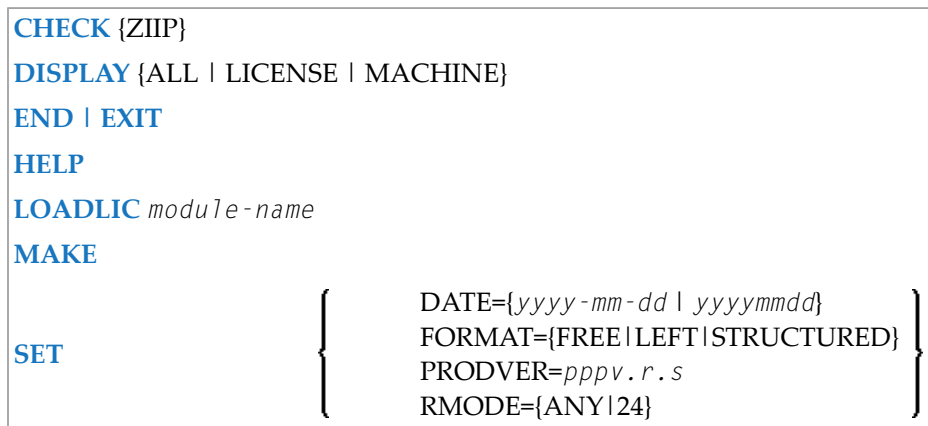 CHECK {ZIIP}
DISPLAY {ALL | LICENSE | MACHINE}
END | EXIT
HELP
LOADLIC module-name
MAKE
SET
DATE={yyyy-mm-dd | yyyymmdd}
FORMAT={FREE|LEFT|STRUCTURED}
PRODVER=pppv.r.s
RMODE={ANY|24}